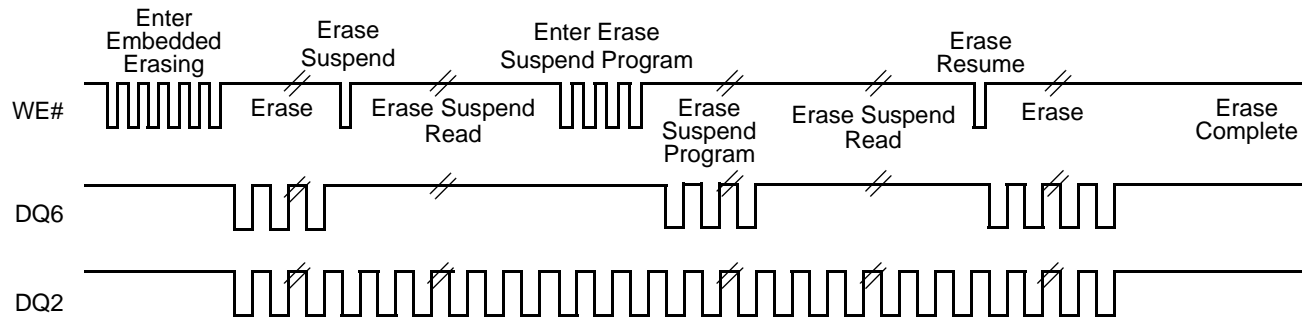 Enter
Embedded
Erasing
Erase
Suspend
Enter Erase
Suspend Program
Erase
Resume
WE#
Erase
Erase Suspend
Read
Erase
Suspend
Program
Erase Suspend
Read
Erase
Erase
Complete
DQ6
DQ2